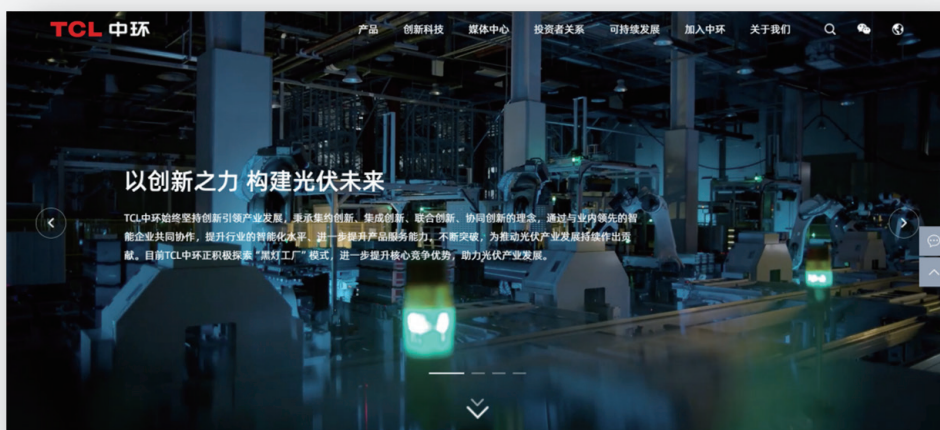 TCL 中环
产品 创新科技 媒体中心 投资者关系 可持续发展 加入中环 关于我们
以创新之力 构建光伏未来
TCL中环始终坚持创新引领产业发展，秉承集约创新、集成创新、联合创新、协同创新的理念，通过与业内领先的智
能企业共同协作，提升行业的智能化水平、进一步提升产品服务能力。不断突破，为推动光伏产业发展持续作出贡
献。目前TCL中环正积极探索“黑灯工厂”模式，进一步提升核心竞争优势，助力光伏产业发展。